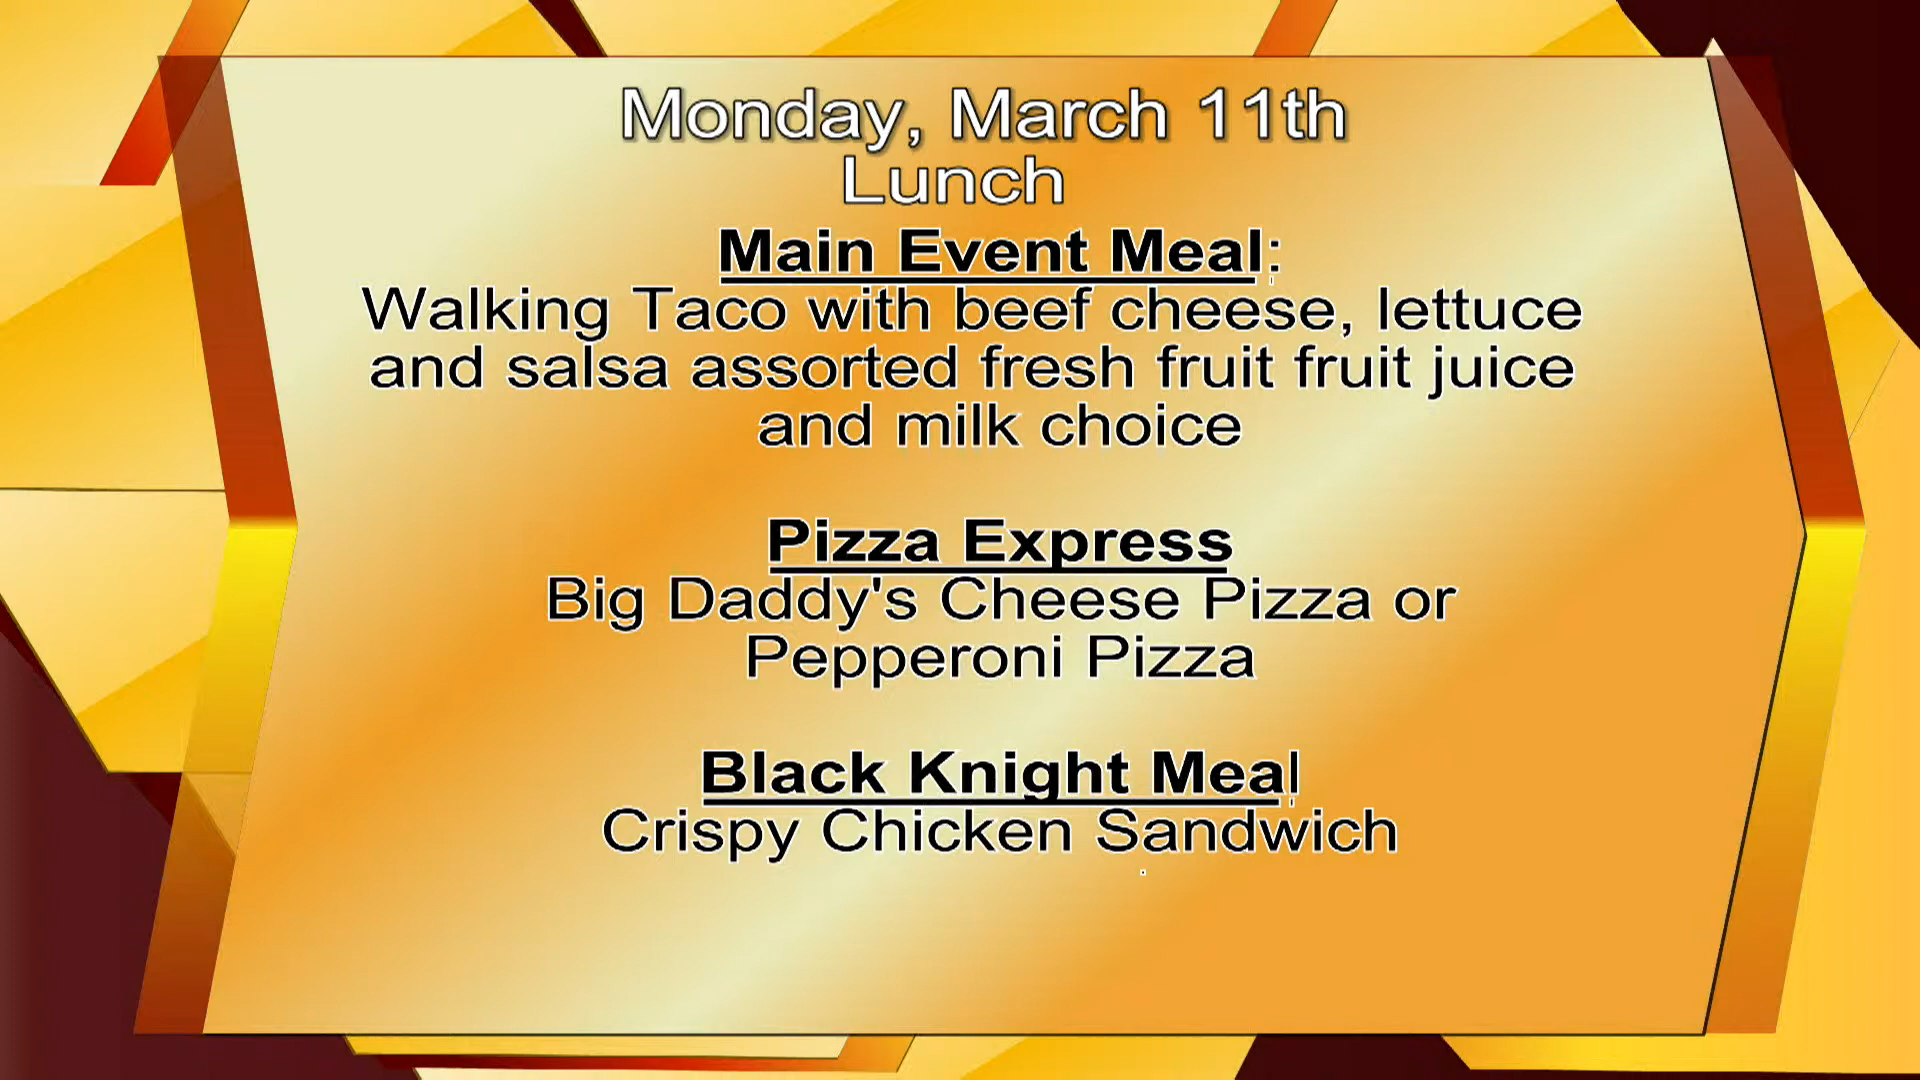 Monday, March 11th
Lunch
Main Event Meal:
Walking Taco with beef cheese, lettuce
and salsa assorted fresh fruit fruit juice
and milk choice
Pizza Express
Big Daddy's Cheese Pizza or
Pepperoni Pizza
Black Knight Meal
Crispy Chicken Sandwich